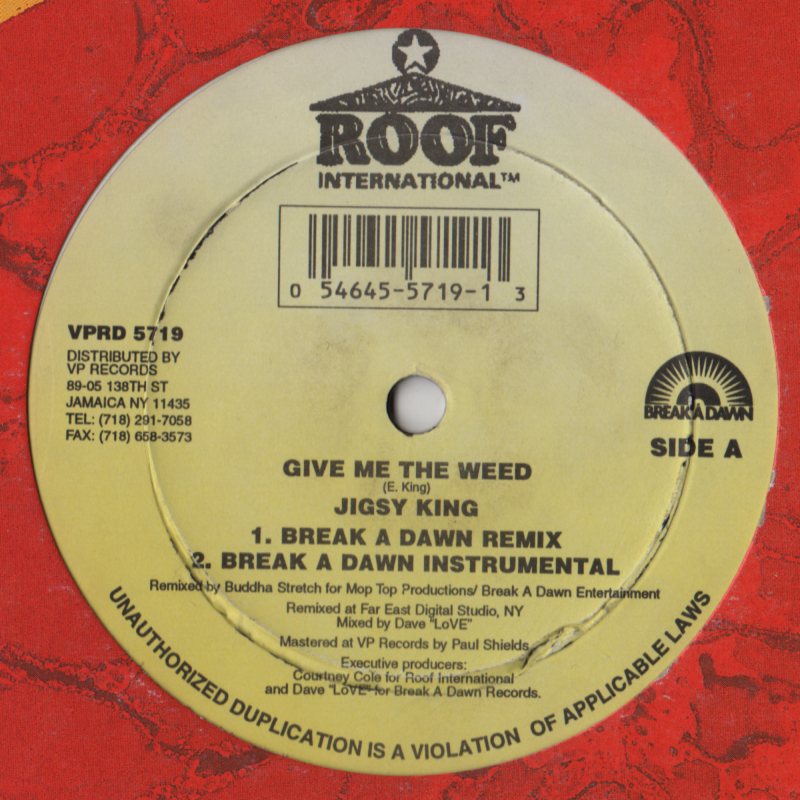 ROOF
INTERNATIONAL™
0 54645-5719-1 3
VPRD 5719
DISTRIBUTED BY
VP RECORDS
89-05 138TH ST
JAMAICA NY 11435
TEL: (718) 291-7058
FAX: (718) 658-3573
BREAK A DAWN
SIDE A
GIVE ME THE WEED
(E. King)
JIGSY KING
1. BREAK A DAWN REMIX
2. BREAK A DAWN INSTRUMENTAL
Remixed by Buddha Stretch for Mop Top Productions/ Break A Dawn Entertainment
Remixed at Far East Digital Studio, NY
Mixed by Dave "LoVE"
Mastered at VP Records by Paul Shields
Executive producers:
Courtney Cole for Roof International
and Dave "LoVE" for Break A Dawn Records.
UNAUTHORIZED DUPLICATION IS A VIOLATION OF APPLICABLE LAWS